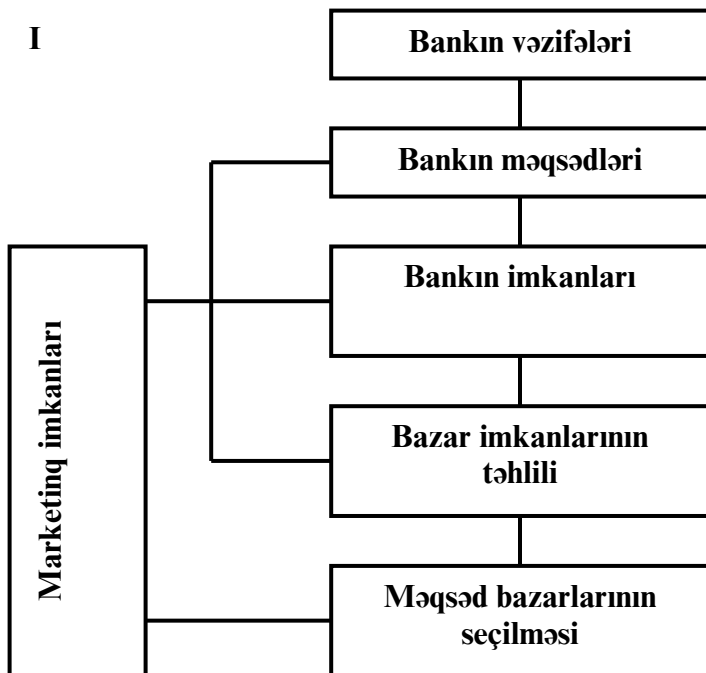 I
Bankın vəzifələri
Bankın məqsədləri
Bankın imkanları
Bazar imkanlarının
təhlili
Məqsəd bazarlarının
seçilməsi
Marketinq imkanları